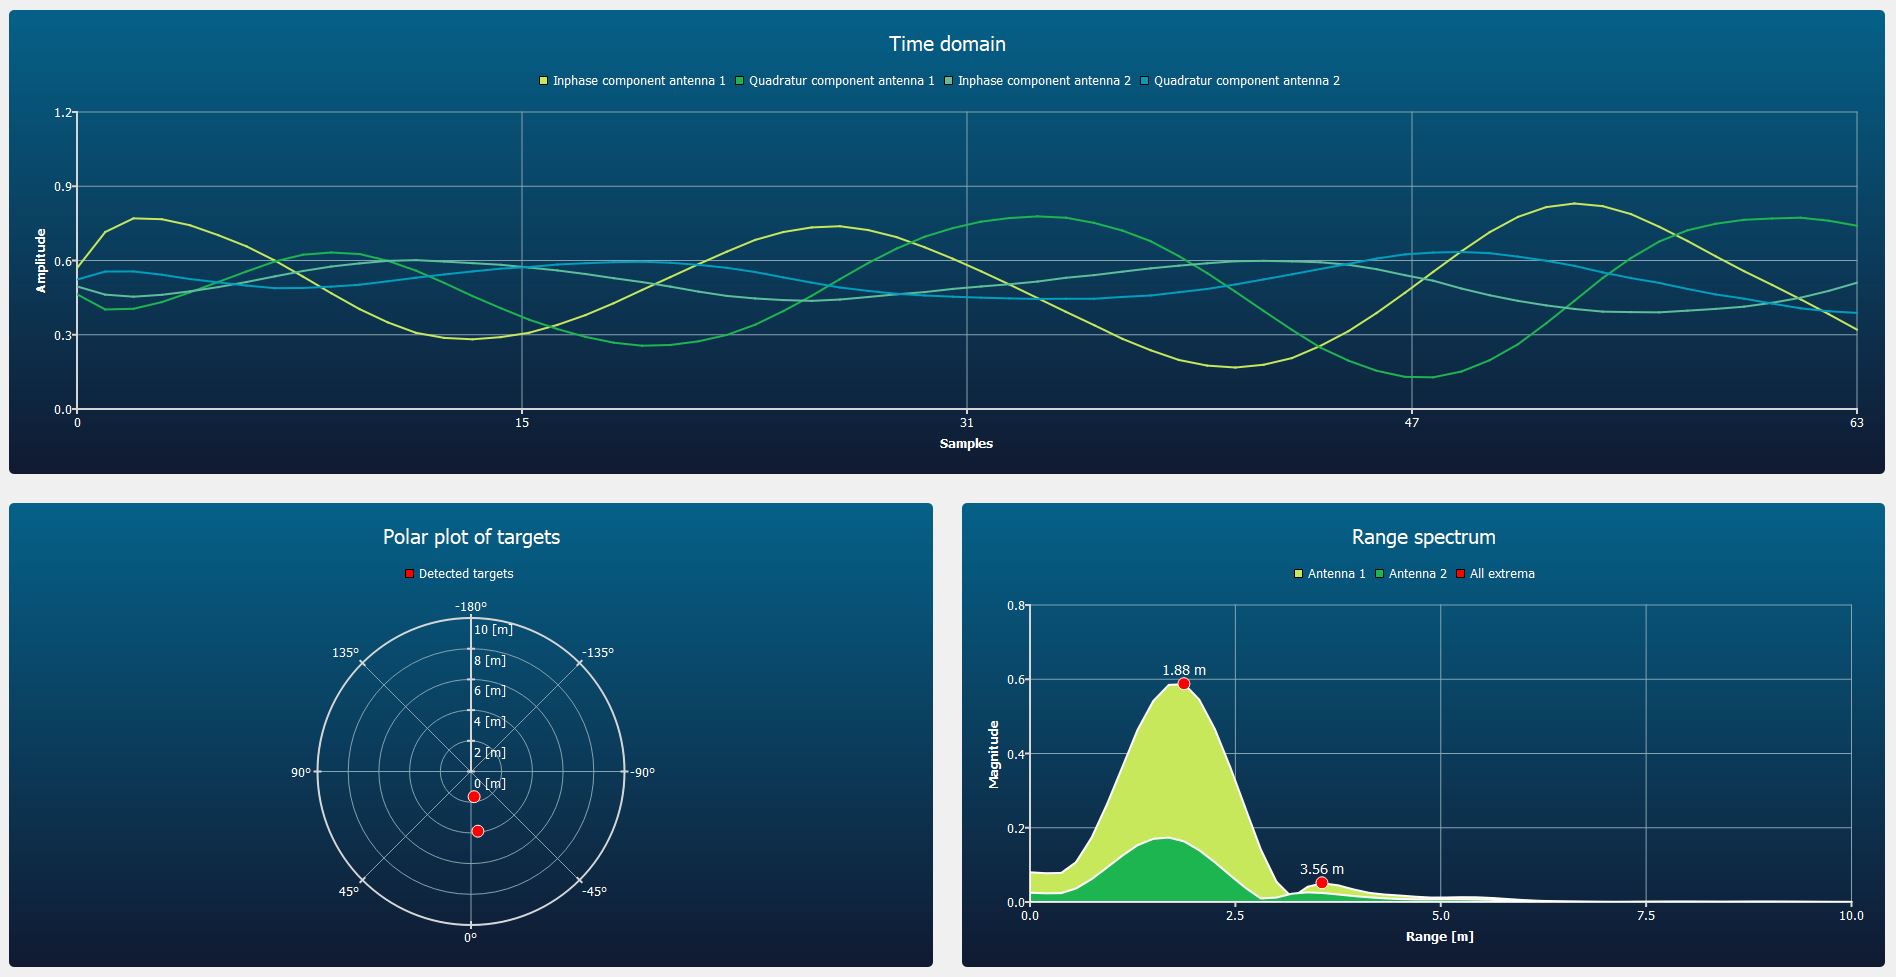 Time domain
Inphase component antenna 1 Quadratur component antenna 1 Inphase component antenna 2 Quadratur component antenna 2
1.2
0.9
0.6
0.3
0.0
Amplitude
0 15 31 47 63
Samples
Polar plot of targets
Detected targets
-180°
10 [m]
135° -135°
8 [m]
6 [m]
4 [m]
2 [m]
90° -90°
0 [m]
45° -45°
0°
Range spectrum
Antenna 1 Antenna 2 All extrema
0.8
1.88 m
0.6
Magnitude
0.4
0.2
3.56 m
0.0
0.0 2.5 5.0 7.5 10.0
Range [m]